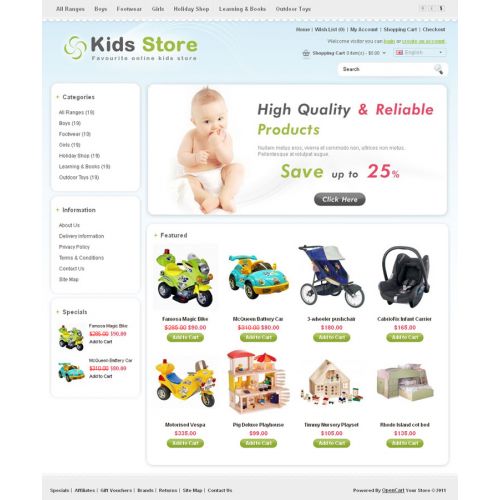 All Ranges Boys Footwear Girls Holiday Shop Learning & Books Outdoor Toys
Kids Store
Favourite online kids store
Home | Wish List (0) | My Account | Shopping Cart | Checkout
Welcome visitor you can login or create an account.
Shopping Cart 0 item(s) - $0.00
English
Search
Categories
All Ranges (19)
Boys (19)
Footwear (10)
Girls (19)
Holiday Shop (19)
Learning & Books (19)
Outdoor Toys (19)
Information
About Us
Delivery Information
Privacy Policy
Terms & Conditions
Contact Us
Site Map
Specials
Famosa Magic Bike
$285.00 $90.00
Add to Cart
McQueen Battery Car
$310.00 $80.00
Add to Cart
High Quality & Reliable
Products
Nullam metus eros, viverra et commodo non, ultrices non metus.
Pellentesque at volutpat augue.
Save up to 25%
Click Here
Featured
Famosa Magic Bike
$285.00 $90.00
Add to Cart
McQueen Battery Car
$310.00 $80.00
Add to Cart
3-wheeler pushchair
$180.00
Add to Cart
Cabriofix Infant Carrier
$165.00
Add to Cart
Motorised Vespa
$335.00
Add to Cart
Pig Deluxe Playhouse
$99.00
Add to Cart
Timmy Nursery Playset
$105.00
Add to Cart
Rhode Island cot bed
$135.00
Add to Cart
Specials | Affiliates | Gift Vouchers | Brands | Returns | Site Map | Contact Us
Powered By OpenCart Your Store © 2011